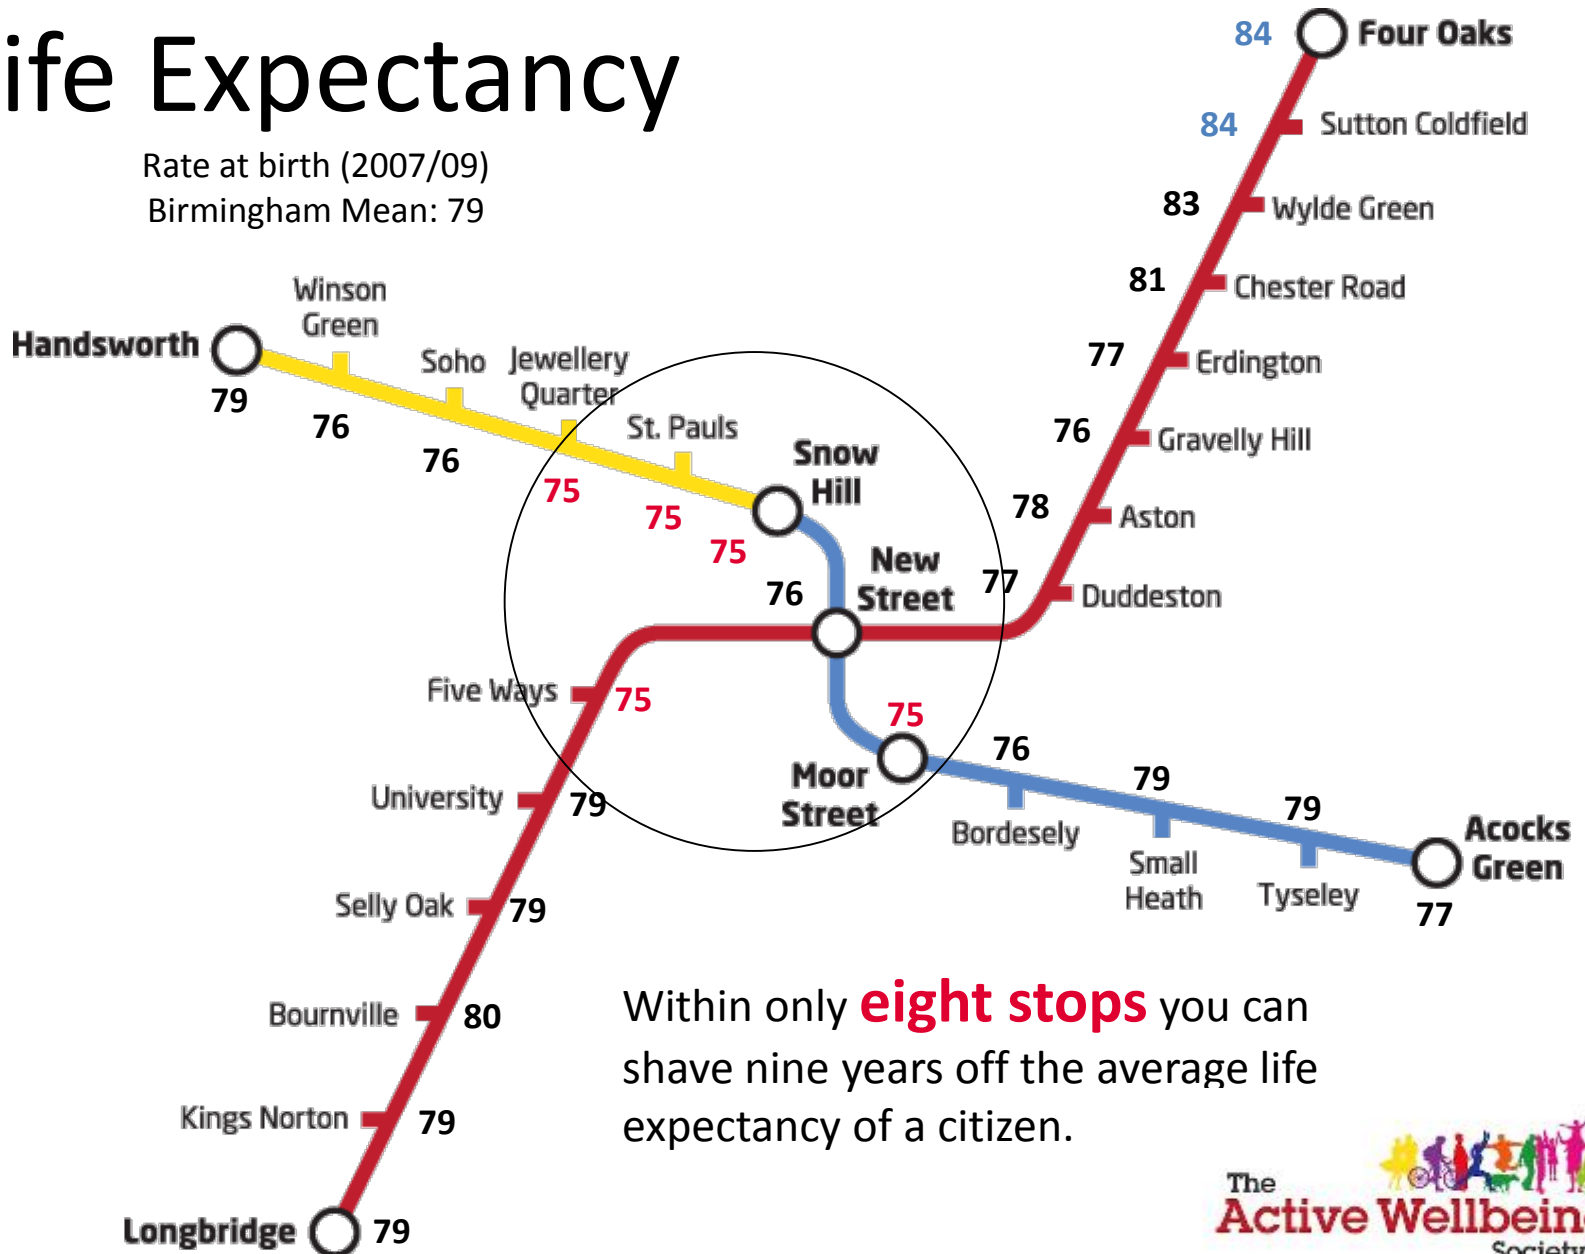 ife Expectancy
Rate at birth (2007/09)
Birmingham Mean: 79
84 Four Oaks
84 Sutton Coldfield
83 Wylde Green
81 Chester Road
77 Erdington
76 Gravelly Hill
78 Aston
77 Duddeston
Handsworth
79
Winson
Green
76
Soho
76
Jewellery
Quarter
75
St. Pauls
75
Snow
Hill
75
New
Street
76
Five Ways 75
University 79
Selly Oak 79
Bournville 80
Kings Norton 79
Longbridge 79
75
Moor
Street
76
Bordesely
79
Small
Heath
79
Tyseley
Acocks
Green
77
Within only eight stops you can
shave nine years off the average life
expectancy of a citizen.
The
Active Wellbein
Society